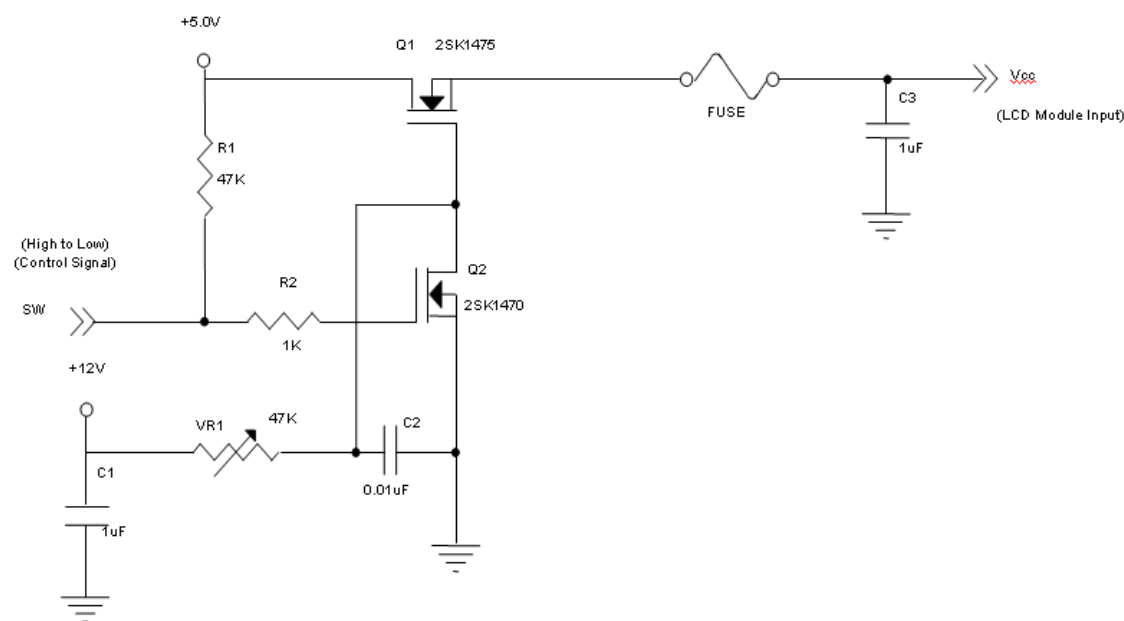 +5.0V
Q1 2SK1475
Vcc
FUSE
C3
(LCD Module Input)
R1
47K
1uF
(High to Low)
(Control Signal)
SW
R2
Q2
2SK1470
1K
+12V
VR1
47K
C2
C1
0.01uF
1uF